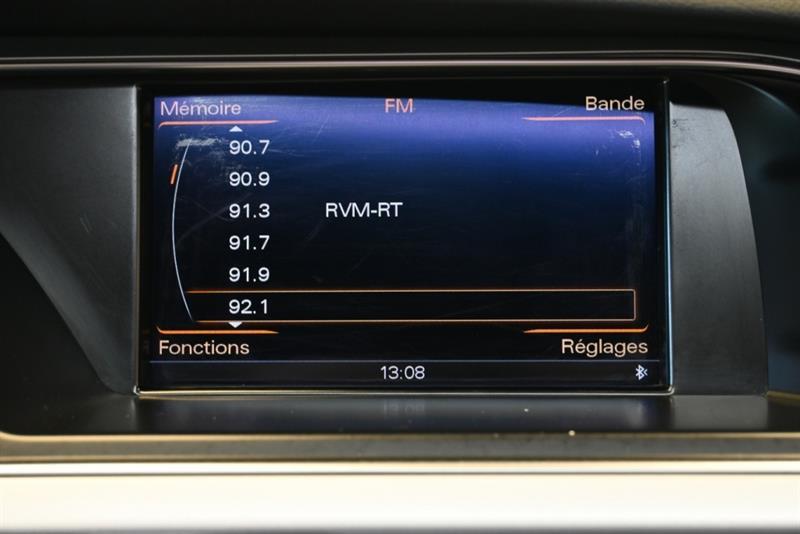 Mémoire FM Bande
90.7
90.9
91.3 RVM-RT
91.7
91.9
92.1
Fonctions Réglages
13:08